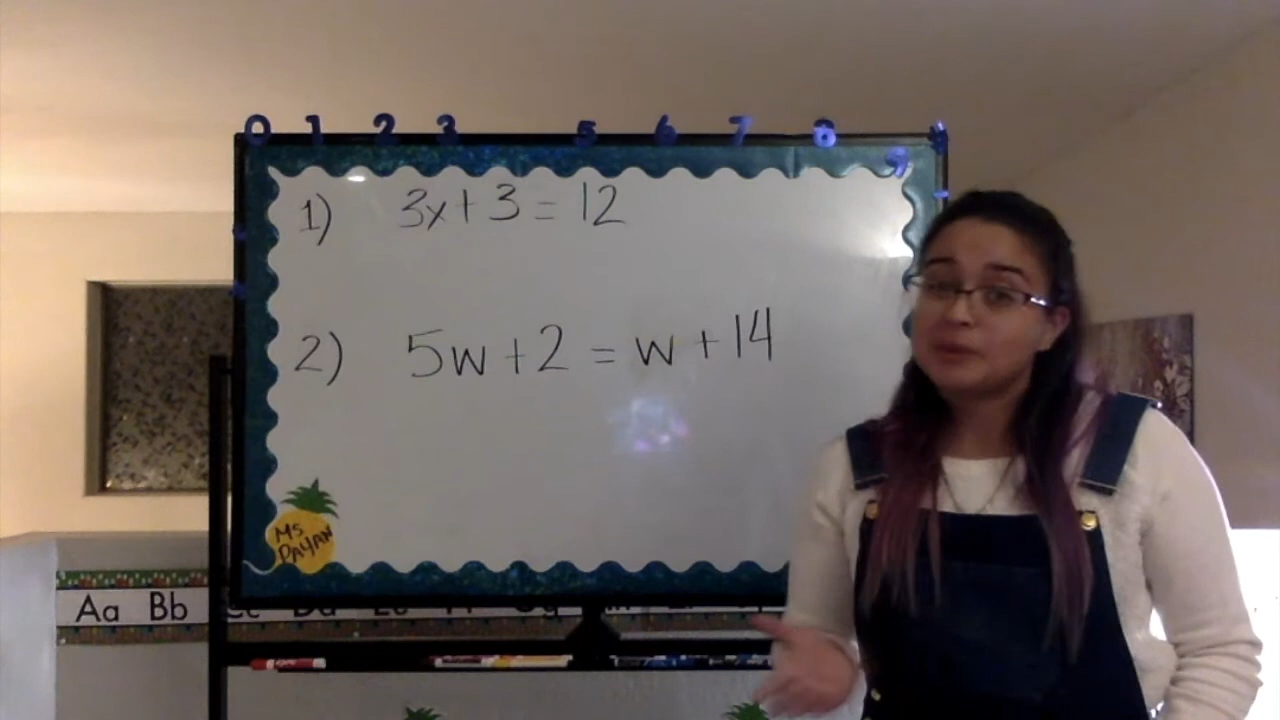 0 1 2 3 5 6 7 8 9
1) 3x + 3 = 12
2) 5w + 2 = w + 14
Ms
PAYAN
Aa Bb Cc